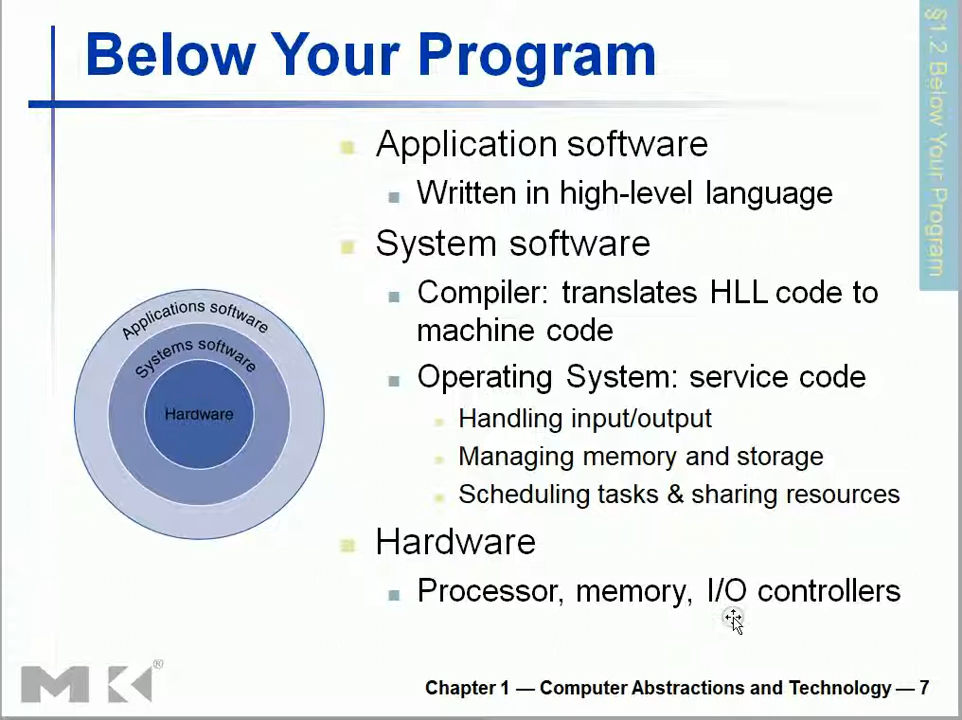 Below Your Program
§1.2 Below Your Program
Application software
Written in high-level language
System software
Compiler: translates HLL code to
machine code
Operating System: service code
Handling input/output
Managing memory and storage
Scheduling tasks & sharing resources
Hardware
Processor, memory, I/O controllers
Applications software
Systems software
Hardware
MK®
Chapter 1 — Computer Abstractions and Technology — 7